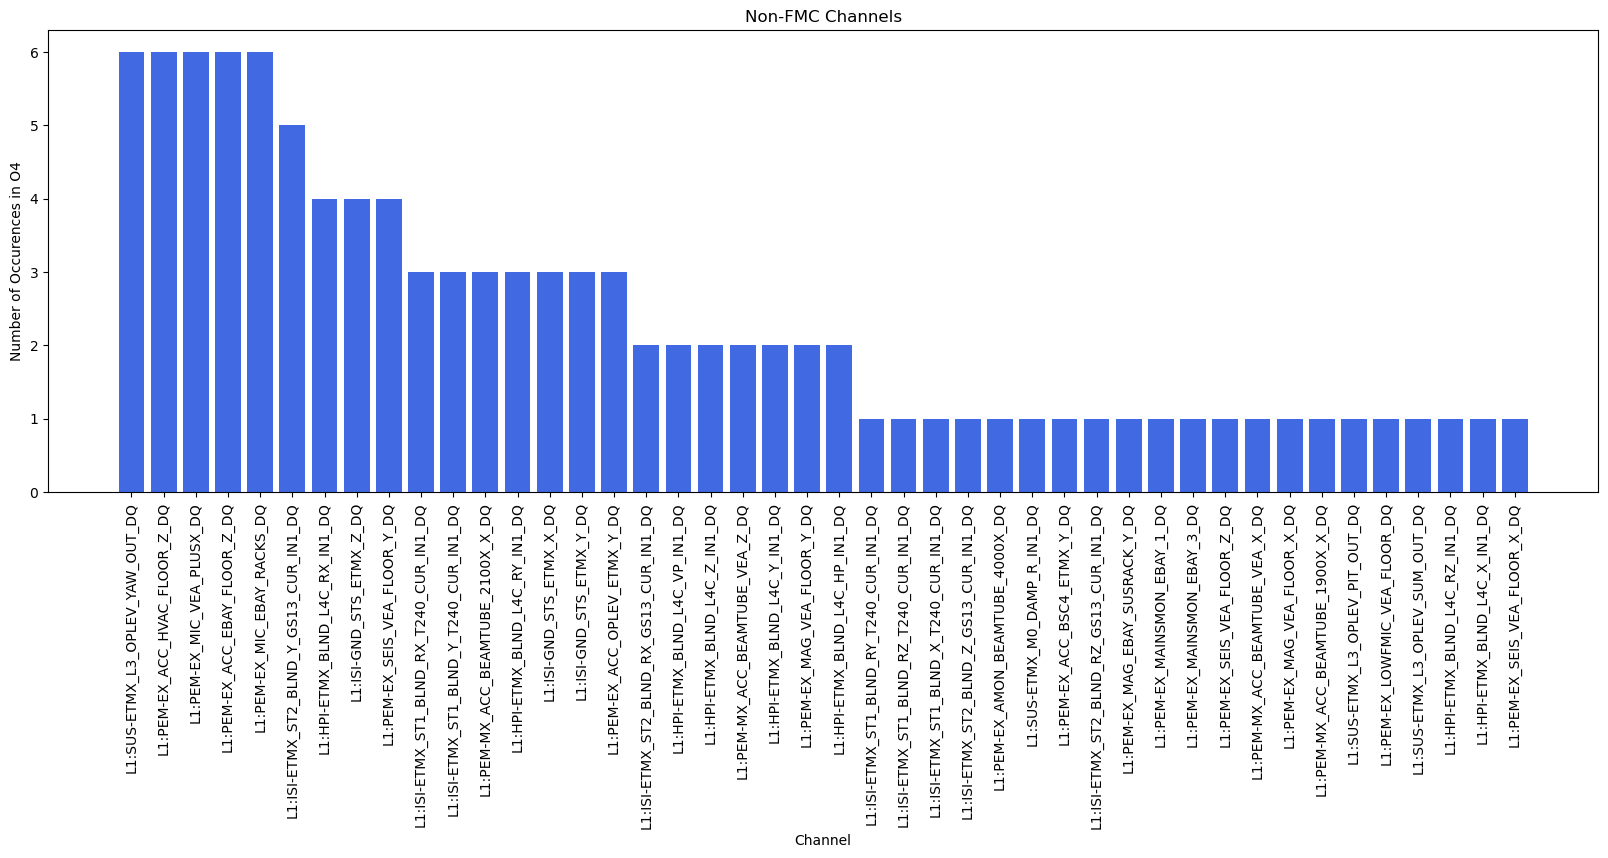 Non-FMC Channels
Number of Occurences in O4
6
5
4
3
2
1
0
L1:SUS-ETMX_L3_OPLEV_YAW_OUT_DQ
L1:PEM-EX_ACC_HVAC_FLOOR_Z_DQ
L1:PEM-EX_MIC_VEA_PLUSX_DQ
L1:PEM-EX_ACC_EBAY_FLOOR_Z_DQ
L1:PEM-EX_MIC_EBAY_RACKS_DQ
L1:ISI-ETMX_ST2_BLND_Y_GS13_CUR_IN1_DQ
L1:HPI-ETMX_BLND_L4C_RX_IN1_DQ
L1:ISI-GND_STS_ETMX_Z_DQ
L1:PEM-EX_SEIS_VEA_FLOOR_Y_DQ
L1:ISI-ETMX_ST1_BLND_RX_T240_CUR_IN1_DQ
L1:ISI-ETMX_ST1_BLND_Y_T240_CUR_IN1_DQ
L1:PEM-MX_ACC_BEAMTUBE_2100X_X_DQ
L1:HPI-ETMX_BLND_L4C_RY_IN1_DQ
L1:ISI-GND_STS_ETMX_X_DQ
L1:ISI-GND_STS_ETMX_Y_DQ
L1:PEM-EX_ACC_OPLEV_ETMX_Y_DQ
L1:ISI-ETMX_ST2_BLND_RX_GS13_CUR_IN1_DQ
L1:HPI-ETMX_BLND_L4C_VP_IN1_DQ
L1:HPI-ETMX_BLND_L4C_Z_IN1_DQ
L1:PEM-MX_ACC_BEAMTUBE_VEA_Z_DQ
L1:HPI-ETMX_BLND_L4C_Y_IN1_DQ
L1:PEM-EX_MAG_VEA_FLOOR_Y_DQ
L1:HPI-ETMX_BLND_L4C_HP_IN1_DQ
L1:ISI-ETMX_ST1_BLND_RY_T240_CUR_IN1_DQ
L1:ISI-ETMX_ST1_BLND_RZ_T240_CUR_IN1_DQ
L1:ISI-ETMX_ST1_BLND_X_T240_CUR_IN1_DQ
L1:ISI-ETMX_ST2_BLND_Z_GS13_CUR_IN1_DQ
L1:PEM-EX_AMON_BEAMTUBE_4000X_DQ
L1:SUS-ETMX_M0_DAMP_R_IN1_DQ
L1:PEM-EX_ACC_BSC4_ETMX_Y_DQ
L1:ISI-ETMX_ST2_BLND_RZ_GS13_CUR_IN1_DQ
L1:PEM-EX_MAG_EBAY_SUSRACK_Y_DQ
L1:PEM-EX_MAINSMON_EBAY_1_DQ
L1:PEM-EX_MAINSMON_EBAY_3_DQ
L1:PEM-EX_SEIS_VEA_FLOOR_Z_DQ
L1:PEM-MX_ACC_BEAMTUBE_VEA_X_DQ
L1:PEM-EX_MAG_VEA_FLOOR_X_DQ
L1:PEM-MX_ACC_BEAMTUBE_1900X_X_DQ
L1:SUS-ETMX_L3_OPLEV_PIT_OUT_DQ
L1:PEM-EX_LOWFMIC_VEA_FLOOR_DQ
L1:SUS-ETMX_L3_OPLEV_SUM_OUT_DQ
L1:HPI-ETMX_BLND_L4C_RZ_IN1_DQ
L1:HPI-ETMX_BLND_L4C_X_IN1_DQ
L1:PEM-EX_SEIS_VEA_FLOOR_X_DQ
Channel